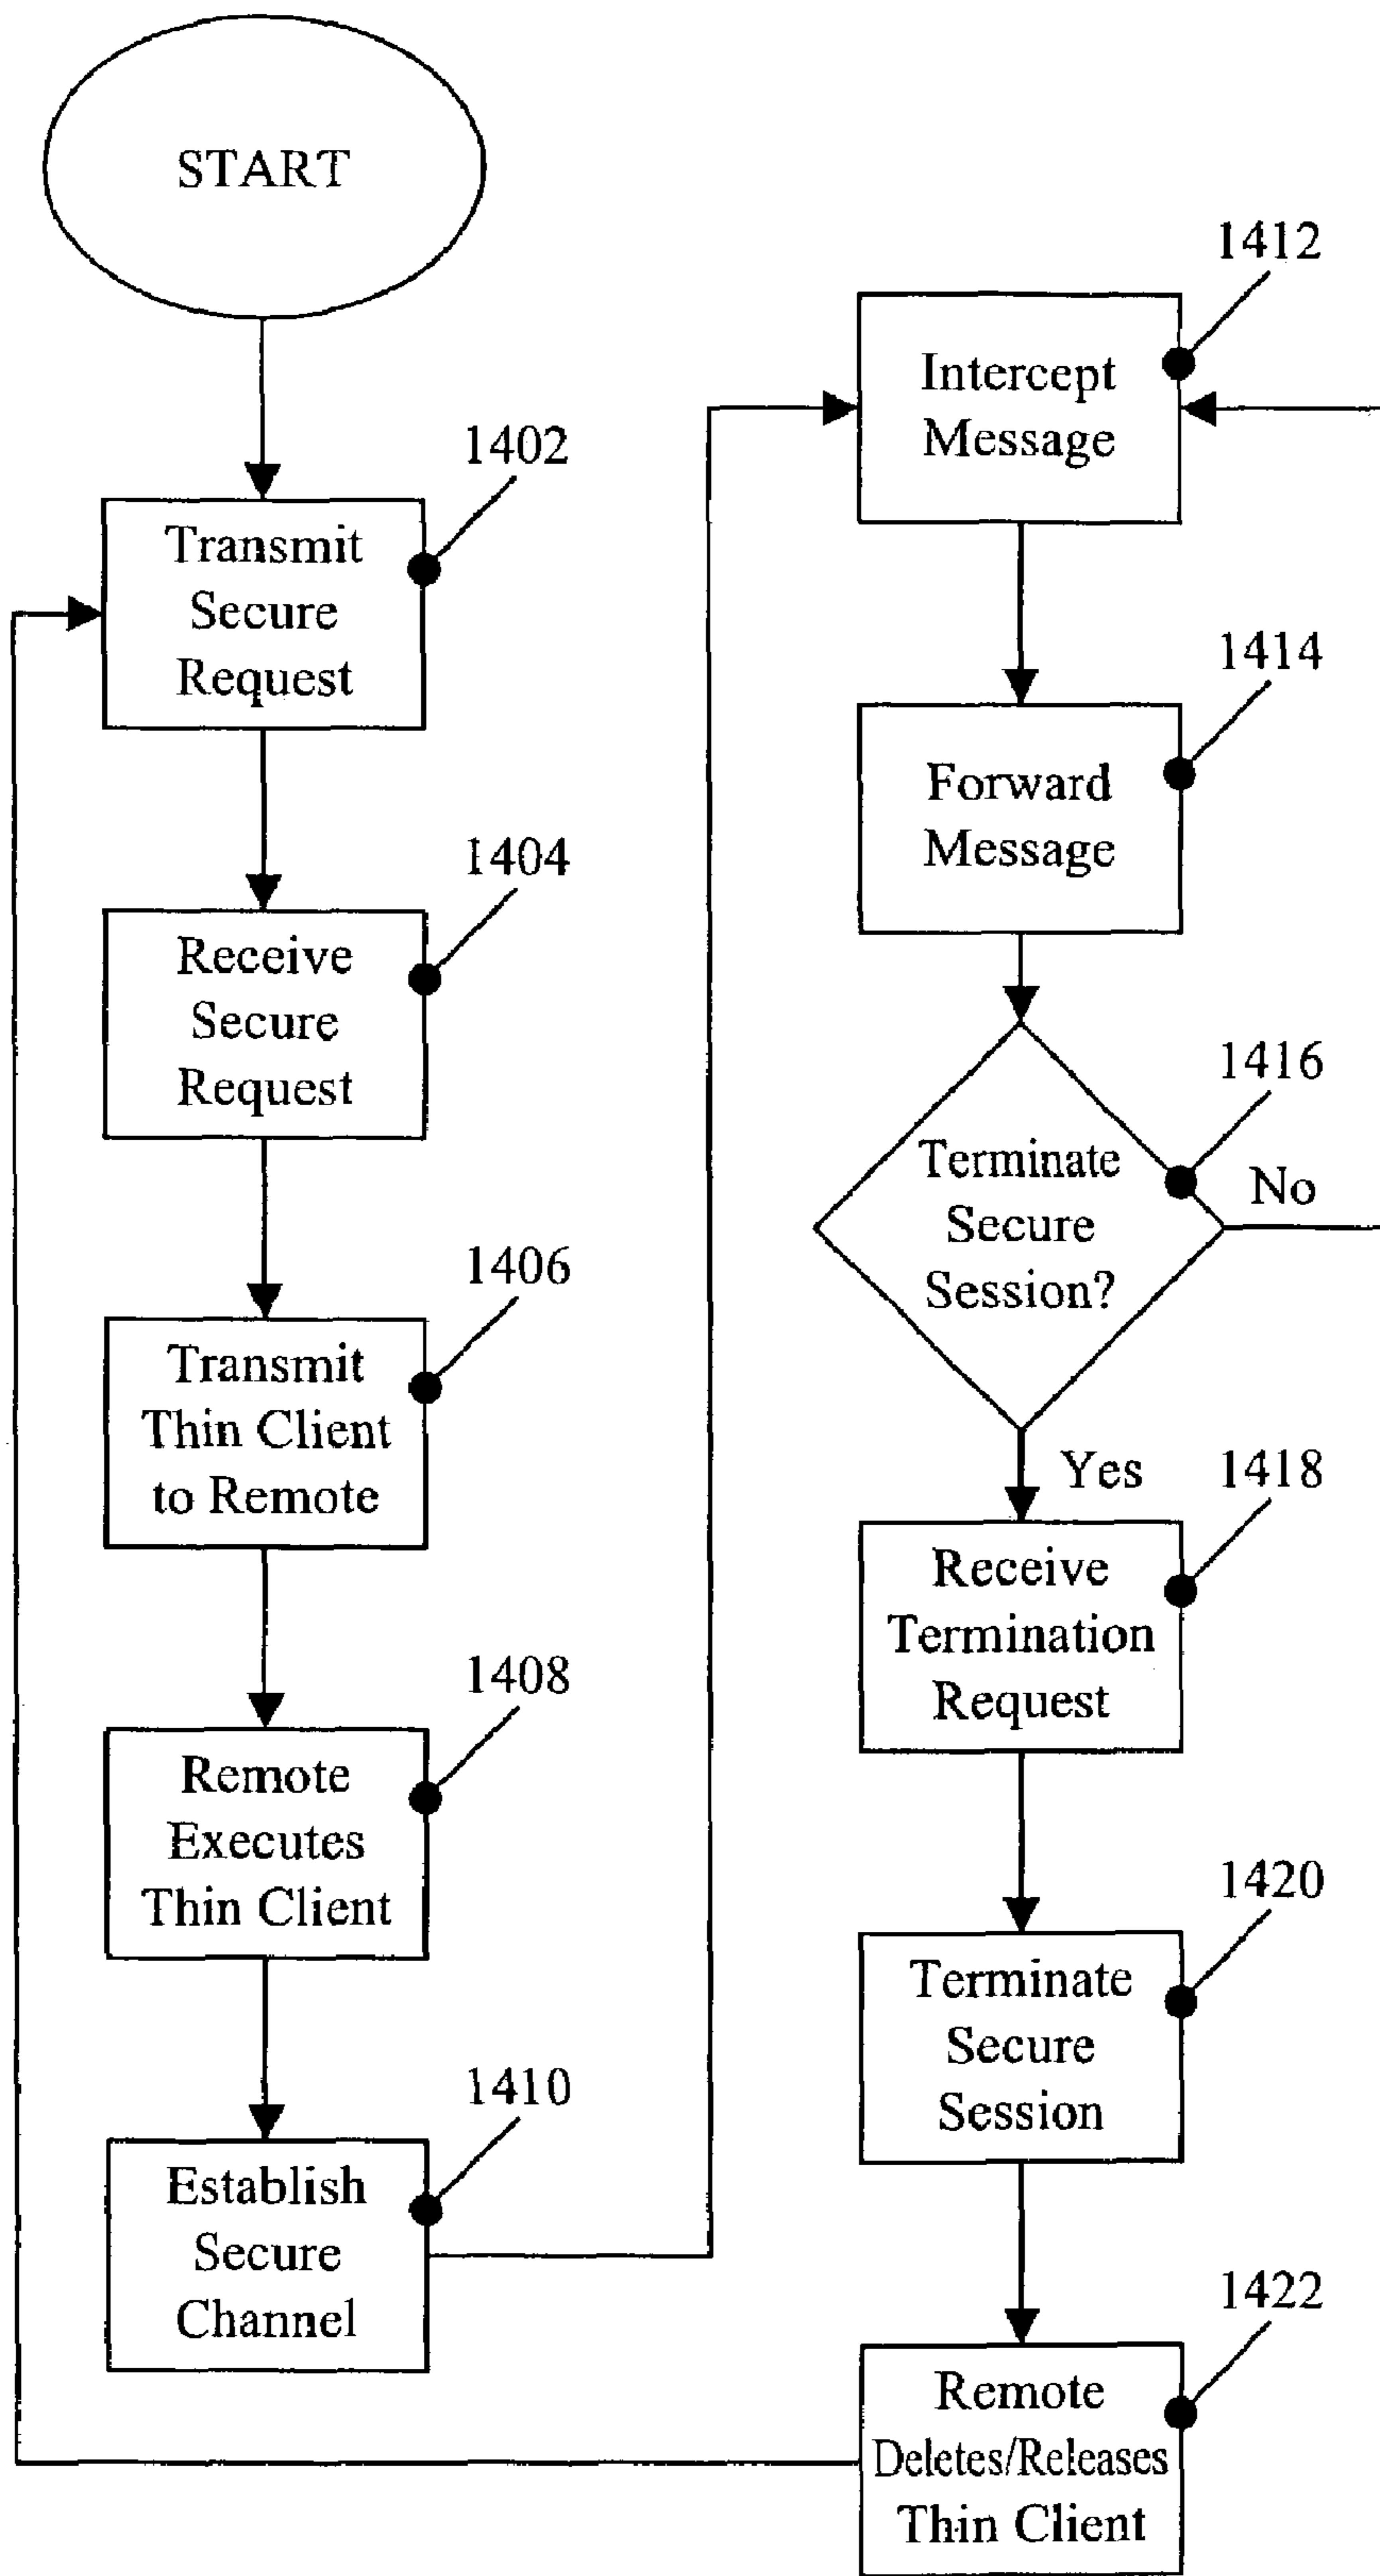 START
1402
Transmit
Secure
Request
1404
Receive
Secure
Request
1406
Transmit
Thin Client
to Remote
1408
Remote
Executes
Thin Client
1410
Establish
Secure
Channel
1412
Intercept
Message
1414
Forward
Message
1416
Terminate
Secure
Session?
No
Yes
1418
Receive
Termination
Request
1420
Terminate
Secure
Session
1422
Remote
Deletes/Releases
Thin Client